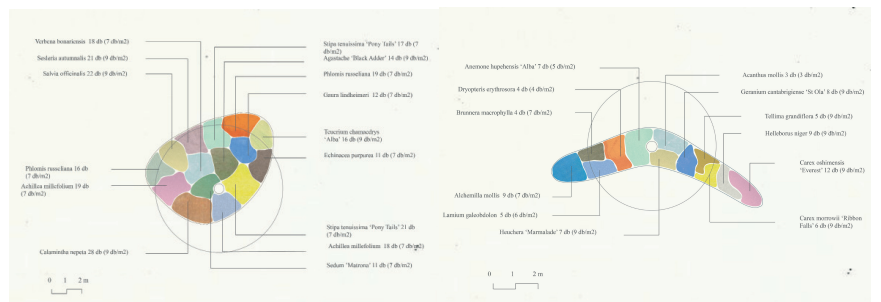 Verbena bonariensis 18 db (7 db/m2)
Sesleria autumnalis 21 db (9 db/m2)
Salvia officinalis 22 db (9 db/m2)
Phlomis russeliana 16 db
(7 db/m2)
Achillea millefolium 19 db
(7 db/m2)
Calamintha nepeta 28 db (9 db/m2)
0 1 2 m
Stipa tenuissima 'Pony Tails' 17 db (7
db/m2)
Agastache 'Black Adder' 14 db (9 db/m2)
Phlomis russeliana 19 db (7 db/m2)
Gaura lindheimeri 12 db (7 db/m2)
Teucrium chamaedrys
'Alba' 16 db (9 db/m2)
Echinacea purpurea 11 db (7 db/m2)
Stipa tenuissima 'Pony Tails' 21 db
(7 db/m2)
Achillea millefolium 18 db (7 db/m2)
Sedum 'Matrona' 11 db (7 db/m2)
Anemone hupehensis 'Alba' 7 db (5 db/m2)
Dryopteris erythrosora 4 db (4 db/m2)
Brunnera macrophylla 4 db (7 db/m2)
Alchemilla mollis 9 db (7 db/m2)
Lamium galeobdolon 5 db (6 db/m2)
Heuchera 'Marmalade' 7 db (9 db/m2)
0 1 2 m
Acanthus mollis 3 db (3 db/m2)
Geranium cantabrigiense 'St Ola' 8 db (9 db/m2)
Tellima grandiflora 5 db (9 db/m2)
Helleborus niger 9 db (9 db/m2)
Carex oshimensis
'Everest' 12 db (9 db/m2)
Carex morrowii 'Ribbon
Falls' 6 db (9 db/m2)